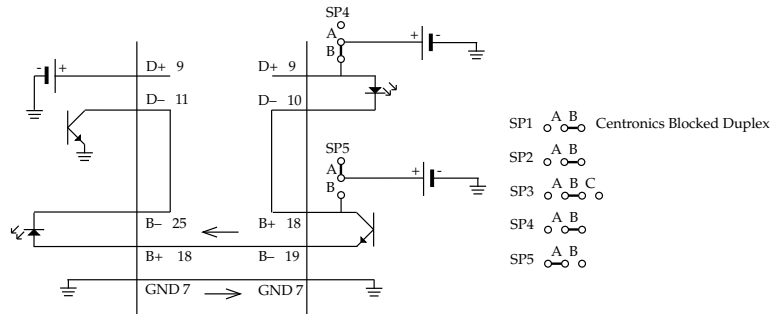 SP4
A
B
+ -
- +
D+ 9
D+ 9
D– 11
D– 10
SP5
A
B
+ -
B– 25
B+ 18
B+ 18
B– 19
GND 7
GND 7
SP1 A B Centronics Blocked Duplex
SP2 A B
SP3 A B C
SP4 A B
SP5 A B